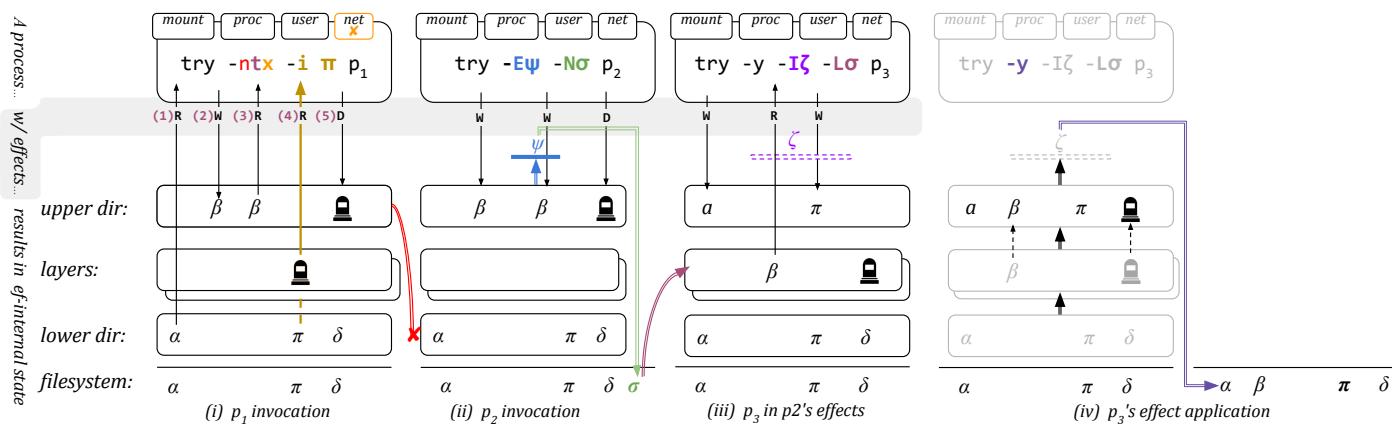 A process... w/ effects... results in ef-internal state
mount proc user net
✘
try -ntx -i π p1
(1)R (2)W (3)R (4)R (5)D
mount proc user net
try -Eψ -Nσ p2
W W D
ψ
mount proc user net
try -y -Iζ -Lσ p3
W R W
ζ
mount proc user net
try -y -Iζ -Lσ p3
ζ
upper dir: β β
β β
a π
a β π
layers:
β
β
lower dir: α π δ
✘ α π δ
α π δ
α π δ
filesystem: α π δ
α π δ σ
α π δ
α π δ
α β π δ
(i) p1 invocation
(ii) p2 invocation
(iii) p3 in p2's effects
(iv) p3's effect application